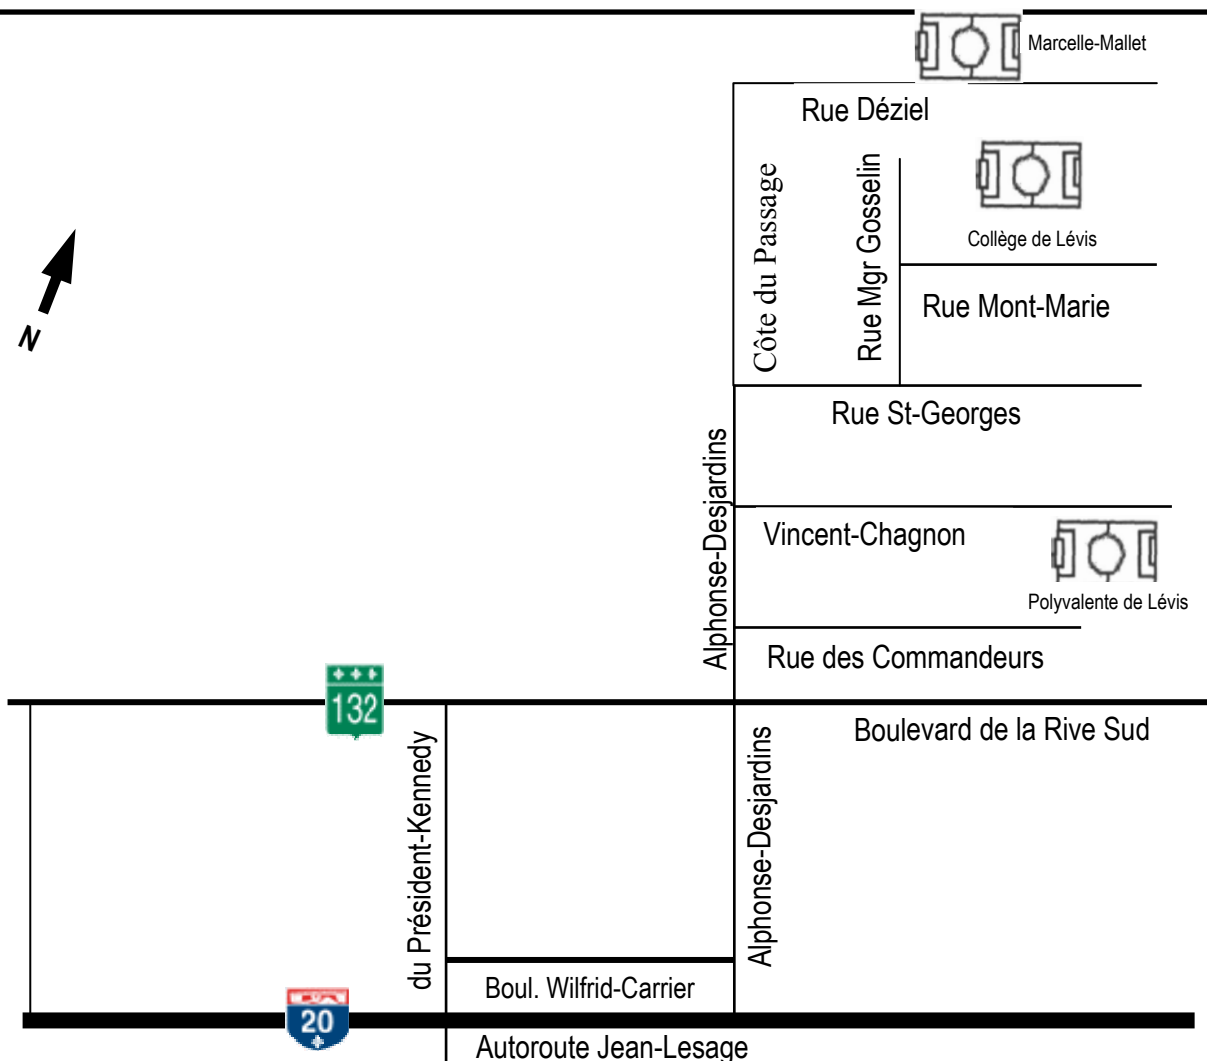 Marcelle-Mallet
Rue Déziel
Côte du Passage
Rue Mgr Gosselin
Collège de Lévis
Rue Mont-Marie
N
Rue St-Georges
Alphonse-Desjardins
Vincent-Chagnon
Polyvalente de Lévis
Rue des Commandeurs
132
Boulevard de la Rive Sud
du Président-Kennedy
Alphonse-Desjardins
Boul. Wilfrid-Carrier
20
Autoroute Jean-Lesage